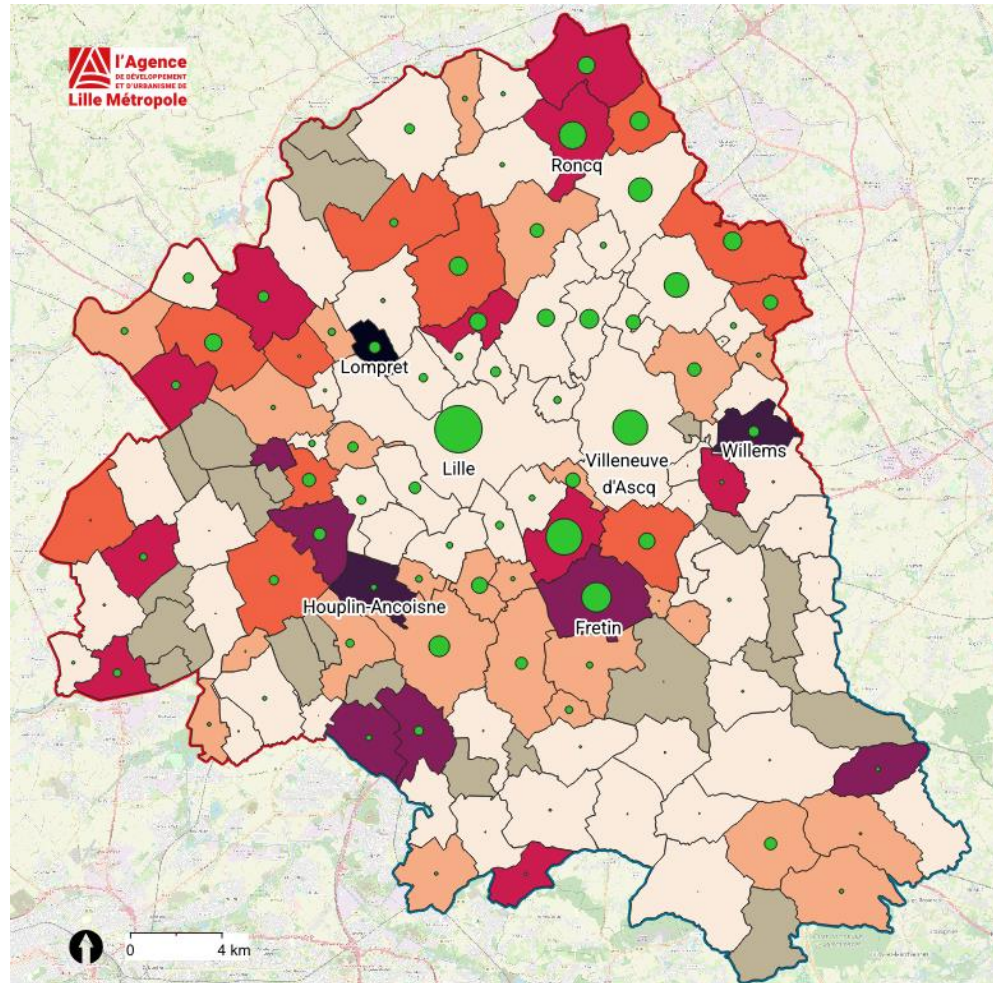 l'Agence
DE DÉVELOPPEMENT
ET D'URBANISME DE
Lille Métropole
Roncq
Lompret
Willems
Lille
Villeneuve
d'Ascq
Houplin-Ancoisne
Fretin
0 4 km